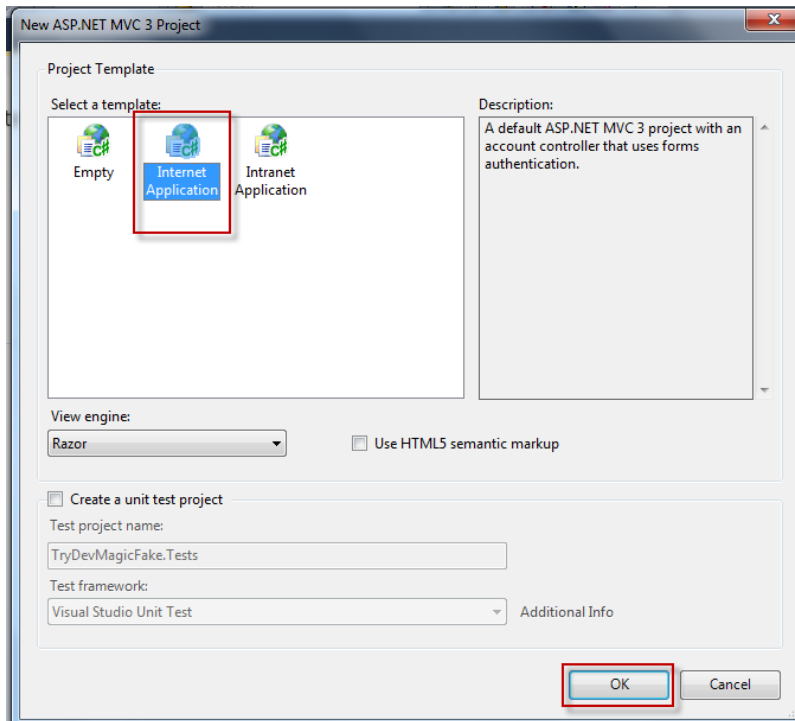 New ASP.NET MVC 3 Project
Project Template
Select a template:
Description:
Empty
Internet
Application
Intranet
Application
A default ASP.NET MVC 3 project with an
account controller that uses forms
authentication.
View engine:
Razor
Use HTML5 semantic markup
Create a unit test project
Test project name:
TryDevMagicFake.Tests
Test framework:
Visual Studio Unit Test
Additional Info
OK
Cancel